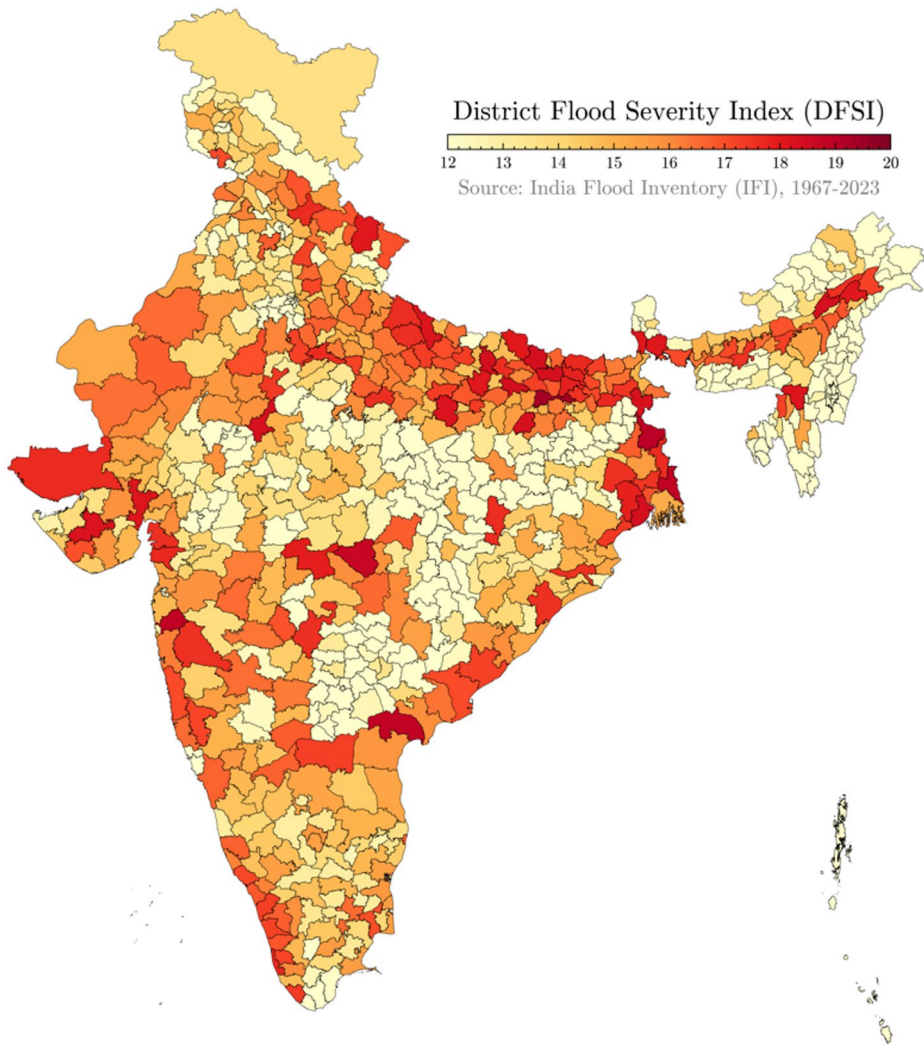 District Flood Severity Index (DFSI)
12 13 14 15 16 17 18 19 20
Source: India Flood Inventory (IFI), 1967-2023